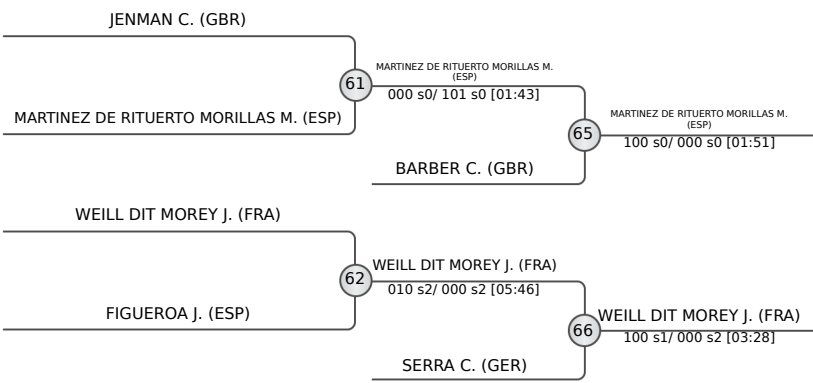 JENMAN C. (GBR)
61
MARTINEZ DE RITUERTO MORILLAS M.
(ESP)
000 s0/ 101 s0 [01:43]
MARTINEZ DE RITUERTO MORILLAS M. (ESP)
65
MARTINEZ DE RITUERTO MORILLAS M.
(ESP)
100 s0/ 000 s0 [01:51]
BARBER C. (GBR)
WEILL DIT MOREY J. (FRA)
62
WEILL DIT MOREY J. (FRA)
010 s2/ 000 s2 [05:46]
FIGUEROA J. (ESP)
66
WEILL DIT MOREY J. (FRA)
100 s1/ 000 s2 [03:28]
SERRA C. (GER)